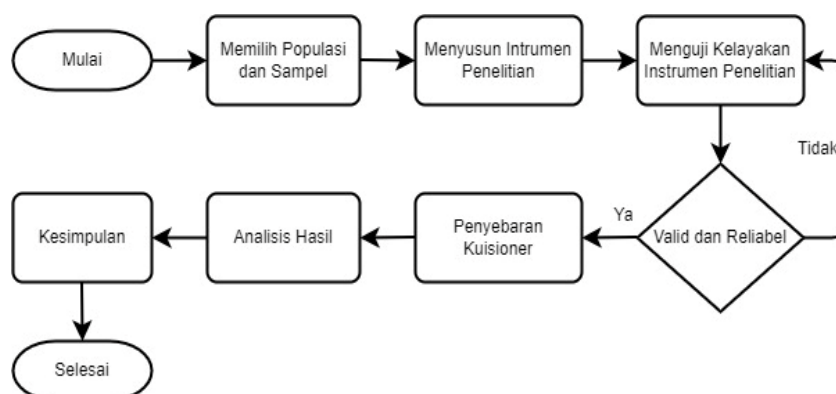 Mulai
Memilih Populasi
dan Sampel
Menyusun Intrumen
Penelitian
Menguji Kelayakan
Instrumen Penelitian
Tidak
Valid dan Reliabel
Ya
Penyebaran
Kuisioner
Analisis Hasil
Kesimpulan
Selesai